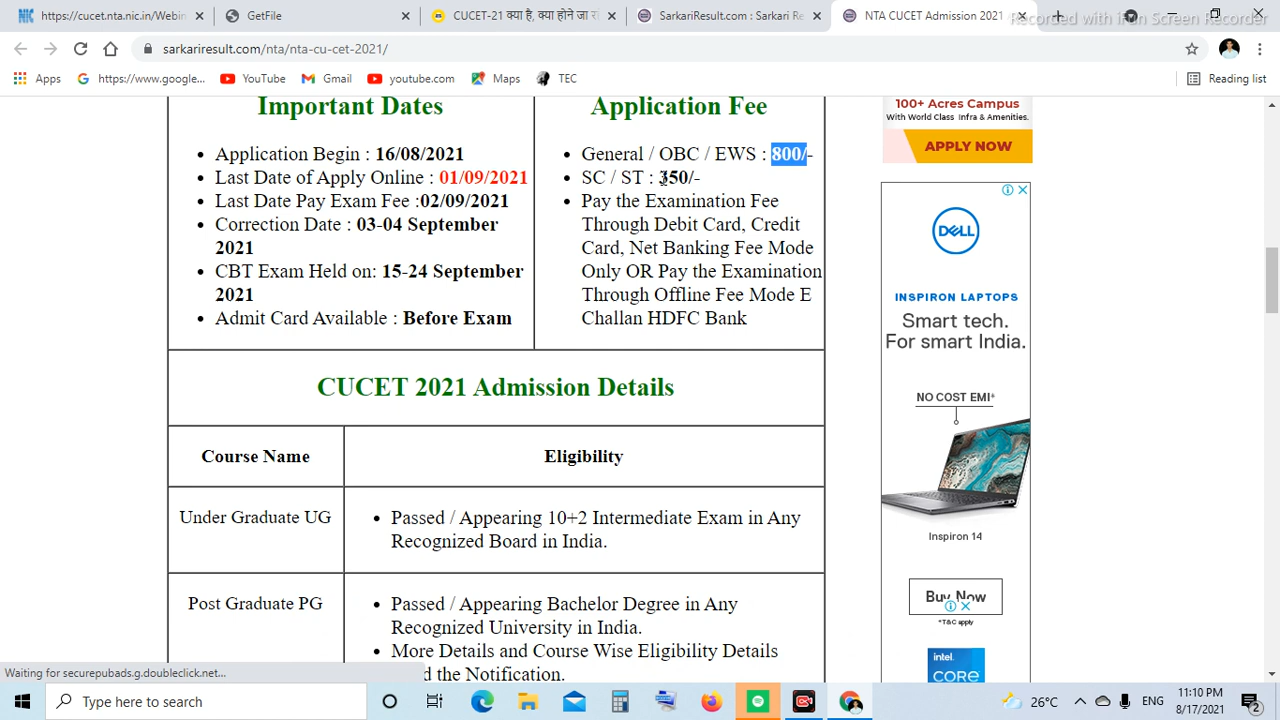 https://cucet.nta.nic.in/Webin
GetFile
CUCET-21 क्या है, क्या होने जा र
SarkariResult.com : Sarkari Re
NTA CUCET Admission 2021
Recorded with iFun Screen Recorder
sarkariresult.com/nta/nta-cu-cet-2021/
Apps
https://www.google...
YouTube
Gmail
youtube.com
Maps
TEC
Reading list
Important Dates
Application Begin : 16/08/2021
Last Date of Apply Online : 01/09/2021
Last Date Pay Exam Fee :02/09/2021
Correction Date : 03-04 September
2021
CBT Exam Held on: 15-24 September
2021
Admit Card Available : Before Exam
Application Fee
General / OBC / EWS : 800/-
SC / ST : 350/-
Pay the Examination Fee
Through Debit Card, Credit
Card, Net Banking Fee Mode
Only OR Pay the Examination
Through Offline Fee Mode E
Challan HDFC Bank
CUCET 2021 Admission Details
Course Name
Eligibility
Under Graduate UG
Passed / Appearing 10+2 Intermediate Exam in Any
Recognized Board in India.
Post Graduate PG
Passed / Appearing Bachelor Degree in Any
Recognized University in India.
More Details and Course Wise Eligibility Details
the Notification.
100+ Acres Campus
With World Class Infra & Amenities.
APPLY NOW
DELL
INSPIRON LAPTOPS
Smart tech.
For smart India.
NO COST EMI*
Inspiron 14
Buy Now
*T&C apply
intel.
CORE
Waiting for securepubads.g.doubleclick.net...
Type here to search
26°C
ENG
11:10 PM
8/17/2021
2